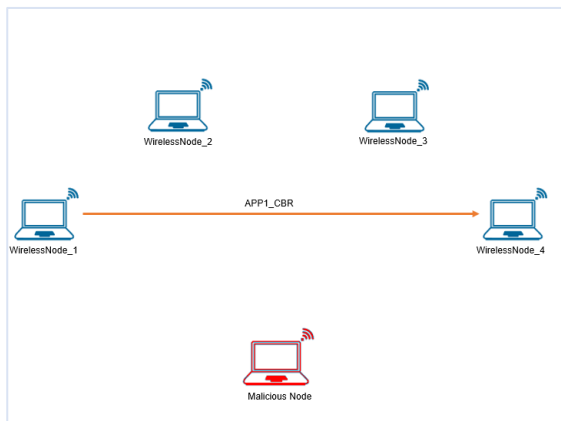 WirelessNode_2
WirelessNode_3
APP1_CBR
WirelessNode_1
WirelessNode_4
Malicious Node